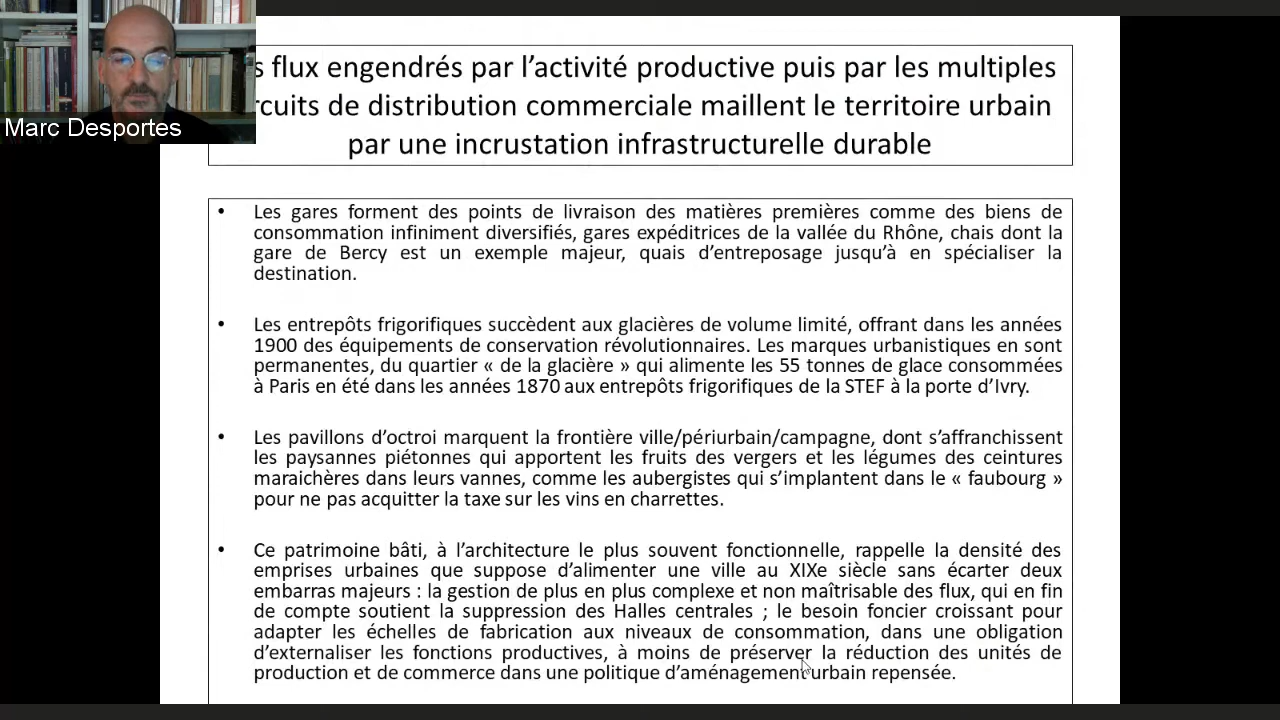 s flux engendrés par l’activité productive puis par les multiples
rcuits de distribution commerciale maillent le territoire urbain
par une incrustation infrastructurelle durable
Marc Desportes
• Les gares forment des points de livraison des matières premières comme des biens de
consommation infiniment diversifiés, gares expéditrices de la vallée du Rhône, chais dont la
gare de Bercy est un exemple majeur, quais d’entreposage jusqu’à en spécialiser la
destination.
• Les entrepôts frigorifiques succèdent aux glacières de volume limité, offrant dans les années
1900 des équipements de conservation révolutionnaires. Les marques urbanistiques en sont
permanentes, du quartier « de la glacière » qui alimente les 55 tonnes de glace consommées
à Paris en été dans les années 1870 aux entrepôts frigorifiques de la STEF à la porte d’Ivry.
• Les pavillons d’octroi marquent la frontière ville/périurbain/campagne, dont s’affranchissent
les paysannes piétonnes qui apportent les fruits des vergers et les légumes des ceintures
maraichères dans leurs vannes, comme les aubergistes qui s’implantent dans le « faubourg »
pour ne pas acquitter la taxe sur les vins en charrettes.
• Ce patrimoine bâti, à l’architecture le plus souvent fonctionnelle, rappelle la densité des
emprises urbaines que suppose d’alimenter une ville au XIXe siècle sans écarter deux
embarras majeurs : la gestion de plus en plus complexe et non maîtrisable des flux, qui en fin
de compte soutient la suppression des Halles centrales ; le besoin foncier croissant pour
adapter les échelles de fabrication aux niveaux de consommation, dans une obligation
d’externaliser les fonctions productives, à moins de préserver la réduction des unités de
production et de commerce dans une politique d’aménagement urbain repensée.